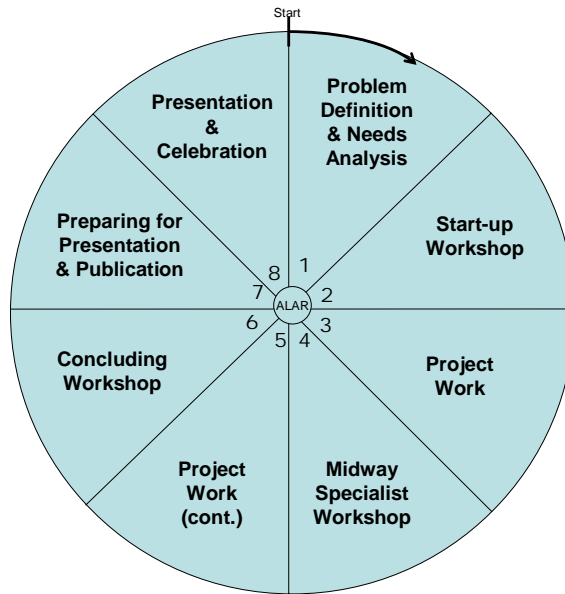 Start
Problem
Definition
& Needs
Analysis
1
Start-up
Workshop
2
Project
Work
3
Midway
Specialist
Workshop
4
Project
Work
(cont.)
5
Concluding
Workshop
6
Preparing for
Presentation
& Publication
7
Presentation
&
Celebration
8
ALAR